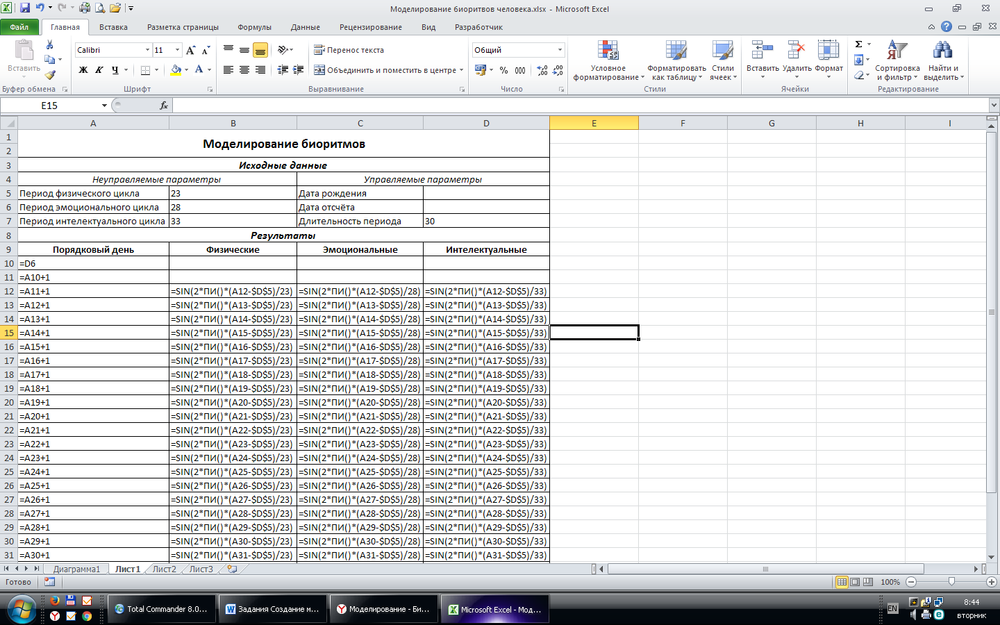 Моделирование биоритвов человека.xlsx - Microsoft Excel
Файл Главная Вставка Разметка страницы Формулы Данные Рецензирование Вид Разработчик
Вставить Calibri 11 Перенос текста Общий
Ж К Ч Объединить и поместить в центре % 000
Условное форматирование Форматировать как таблицу Стили ячеек Вставить Удалить Формат Сортировка и фильтр Найти и выделить
Буфер обмена Шрифт Выравнивание Число Стили Ячейки Редактирование
E15 fx
A B C D E F G H I
1
2 Моделирование биоритмов
3 Исходные данные
4 Неуправляемые параметры Управляемые параметры
5 Период физического цикла 23 Дата рождения
6 Период эмоционального цикла 28 Дата отсчёта
7 Период интелектуального цикла 33 Длительность периода 30
8 Результаты
9 Порядковый день Физические Эмоциональные Интелектуальные
10 =D6
11 =A10+1
12 =A11+1 =SIN(2*ПИ()*(A12-$D$5)/23) =SIN(2*ПИ()*(A12-$D$5)/28) =SIN(2*ПИ()*(A12-$D$5)/33)
13 =A12+1 =SIN(2*ПИ()*(A13-$D$5)/23) =SIN(2*ПИ()*(A13-$D$5)/28) =SIN(2*ПИ()*(A13-$D$5)/33)
14 =A13+1 =SIN(2*ПИ()*(A14-$D$5)/23) =SIN(2*ПИ()*(A14-$D$5)/28) =SIN(2*ПИ()*(A14-$D$5)/33)
15 =A14+1 =SIN(2*ПИ()*(A15-$D$5)/23) =SIN(2*ПИ()*(A15-$D$5)/28) =SIN(2*ПИ()*(A15-$D$5)/33)
16 =A15+1 =SIN(2*ПИ()*(A16-$D$5)/23) =SIN(2*ПИ()*(A16-$D$5)/28) =SIN(2*ПИ()*(A16-$D$5)/33)
17 =A16+1 =SIN(2*ПИ()*(A17-$D$5)/23) =SIN(2*ПИ()*(A17-$D$5)/28) =SIN(2*ПИ()*(A17-$D$5)/33)
18 =A17+1 =SIN(2*ПИ()*(A18-$D$5)/23) =SIN(2*ПИ()*(A18-$D$5)/28) =SIN(2*ПИ()*(A18-$D$5)/33)
19 =A18+1 =SIN(2*ПИ()*(A19-$D$5)/23) =SIN(2*ПИ()*(A19-$D$5)/28) =SIN(2*ПИ()*(A19-$D$5)/33)
20 =A19+1 =SIN(2*ПИ()*(A20-$D$5)/23) =SIN(2*ПИ()*(A20-$D$5)/28) =SIN(2*ПИ()*(A20-$D$5)/33)
21 =A20+1 =SIN(2*ПИ()*(A21-$D$5)/23) =SIN(2*ПИ()*(A21-$D$5)/28) =SIN(2*ПИ()*(A21-$D$5)/33)
22 =A21+1 =SIN(2*ПИ()*(A22-$D$5)/23) =SIN(2*ПИ()*(A22-$D$5)/28) =SIN(2*ПИ()*(A22-$D$5)/33)
23 =A22+1 =SIN(2*ПИ()*(A23-$D$5)/23) =SIN(2*ПИ()*(A23-$D$5)/28) =SIN(2*ПИ()*(A23-$D$5)/33)
24 =A23+1 =SIN(2*ПИ()*(A24-$D$5)/23) =SIN(2*ПИ()*(A24-$D$5)/28) =SIN(2*ПИ()*(A24-$D$5)/33)
25 =A24+1 =SIN(2*ПИ()*(A25-$D$5)/23) =SIN(2*ПИ()*(A25-$D$5)/28) =SIN(2*ПИ()*(A25-$D$5)/33)
26 =A25+1 =SIN(2*ПИ()*(A26-$D$5)/23) =SIN(2*ПИ()*(A26-$D$5)/28) =SIN(2*ПИ()*(A26-$D$5)/33)
27 =A26+1 =SIN(2*ПИ()*(A27-$D$5)/23) =SIN(2*ПИ()*(A27-$D$5)/28) =SIN(2*ПИ()*(A27-$D$5)/33)
28 =A27+1 =SIN(2*ПИ()*(A28-$D$5)/23) =SIN(2*ПИ()*(A28-$D$5)/28) =SIN(2*ПИ()*(A28-$D$5)/33)
29 =A28+1 =SIN(2*ПИ()*(A29-$D$5)/23) =SIN(2*ПИ()*(A29-$D$5)/28) =SIN(2*ПИ()*(A29-$D$5)/33)
30 =A29+1 =SIN(2*ПИ()*(A30-$D$5)/23) =SIN(2*ПИ()*(A30-$D$5)/28) =SIN(2*ПИ()*(A30-$D$5)/33)
31 =A30+1 =SIN(2*ПИ()*(A31-$D$5)/23) =SIN(2*ПИ()*(A31-$D$5)/28) =SIN(2*ПИ()*(A31-$D$5)/33)
Диаграмма1 Лист1 Лист2 Лист3
Готово 100%
Total Commander 8.0... Задания Создание м... Моделирование - Би... Microsoft Excel - Мод... EN 8:44
вторник